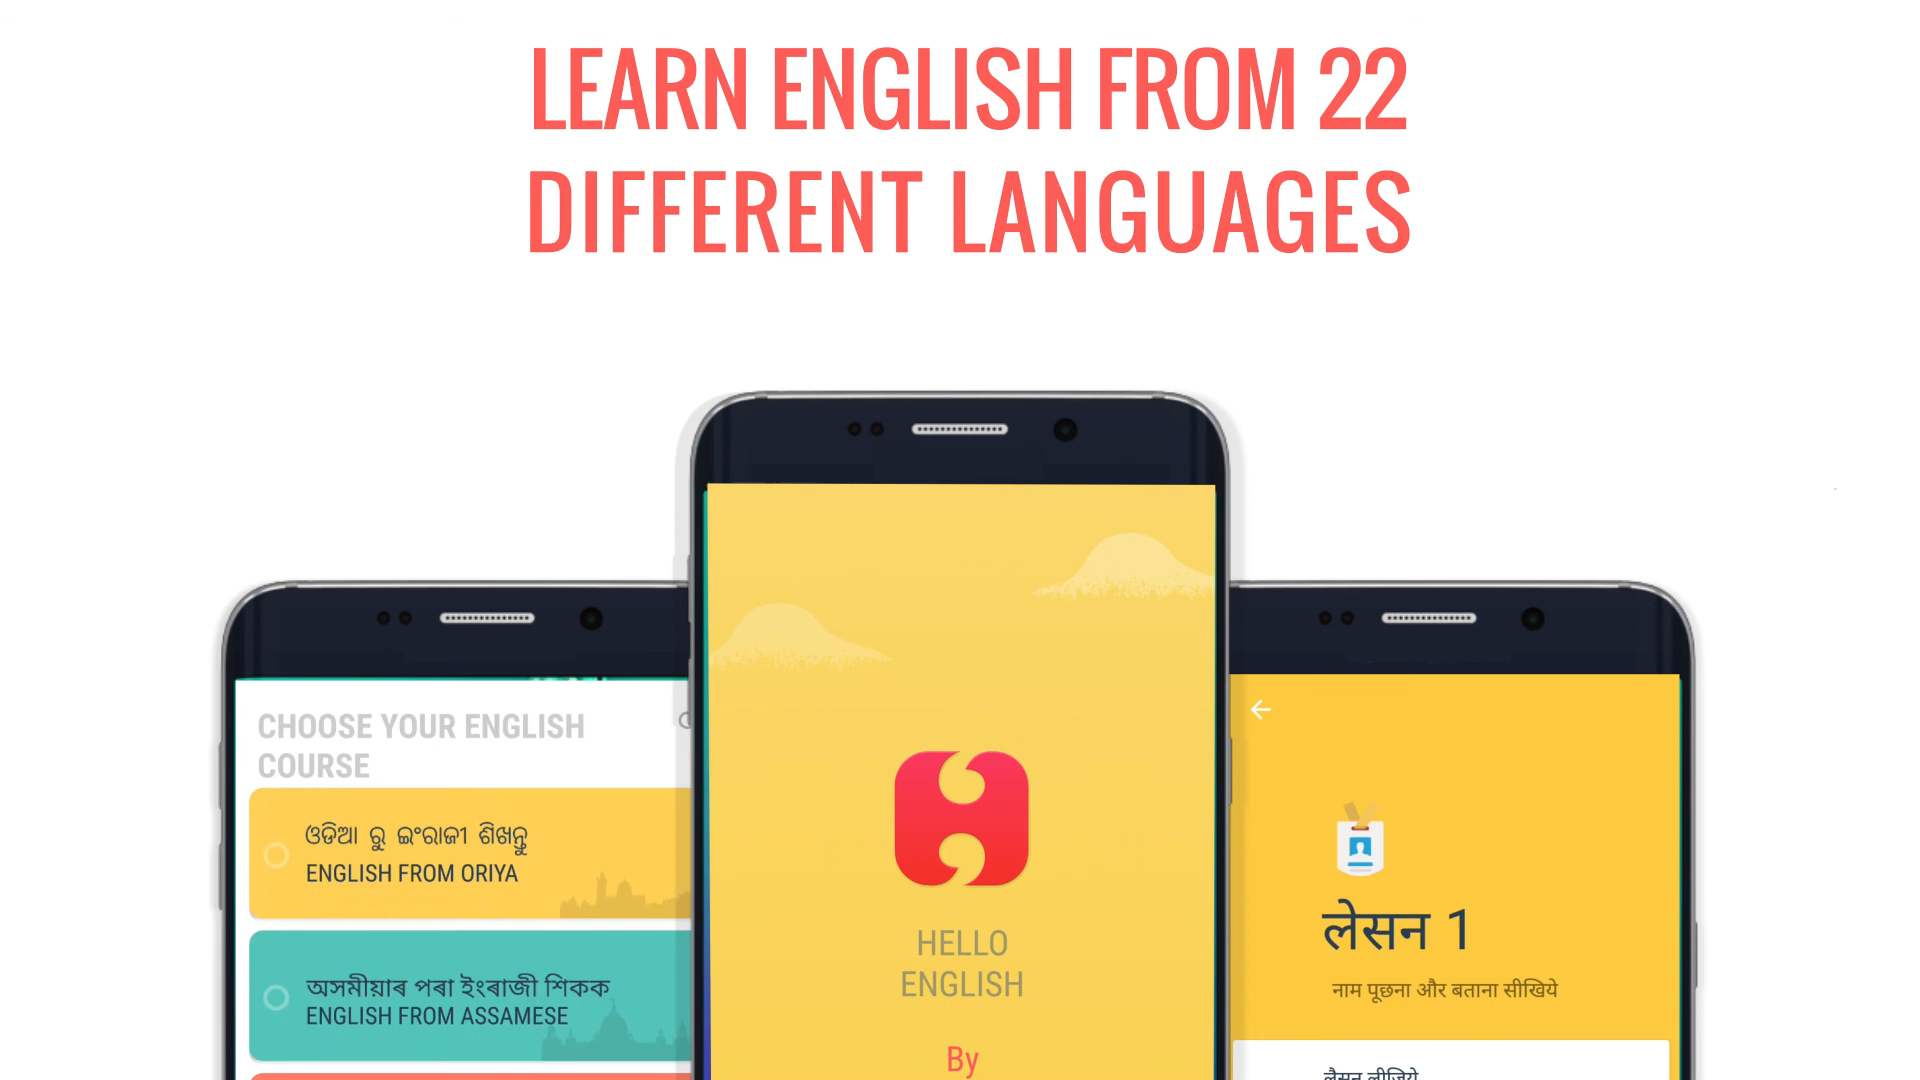 LEARN ENGLISH FROM 22
DIFFERENT LANGUAGES
CHOOSE YOUR ENGLISH
COURSE
ଓଡିଆ ରୁ ଇଂରାଜୀ ଶିଖନ୍ତୁ
ENGLISH FROM ORIYA
অসমীয়াৰ পৰা ইংৰাজী শিকক
ENGLISH FROM ASSAMESE
HELLO
ENGLISH
By
लेसन 1
नाम पूछना और बताना सीखिये